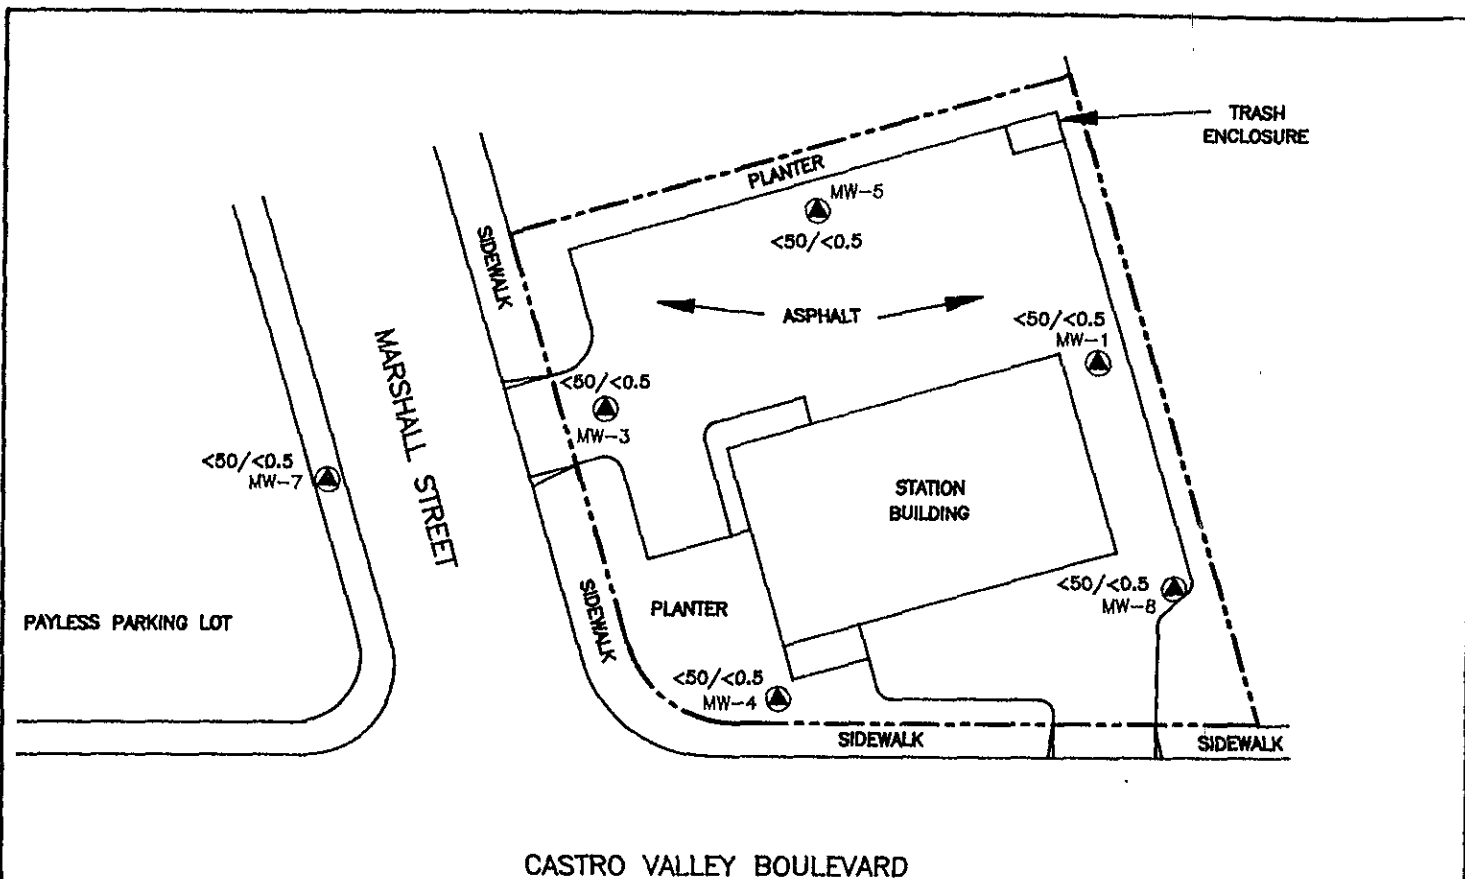 TRASH
ENCLOSURE
PLANTER
MW-5
<50/<0.5
SIDEWALK
ASPHALT
<50/<0.5
MW-1
MARSHALL STREET
<50/<0.5
MW-3
<50/<0.5
MW-7
STATION
BUILDING
<50/<0.5
MW-8
SIDEWALK
PLANTER
PAYLESS PARKING LOT
<50/<0.5
MW-4
SIDEWALK
SIDEWALK
CASTRO VALLEY BOULEVARD